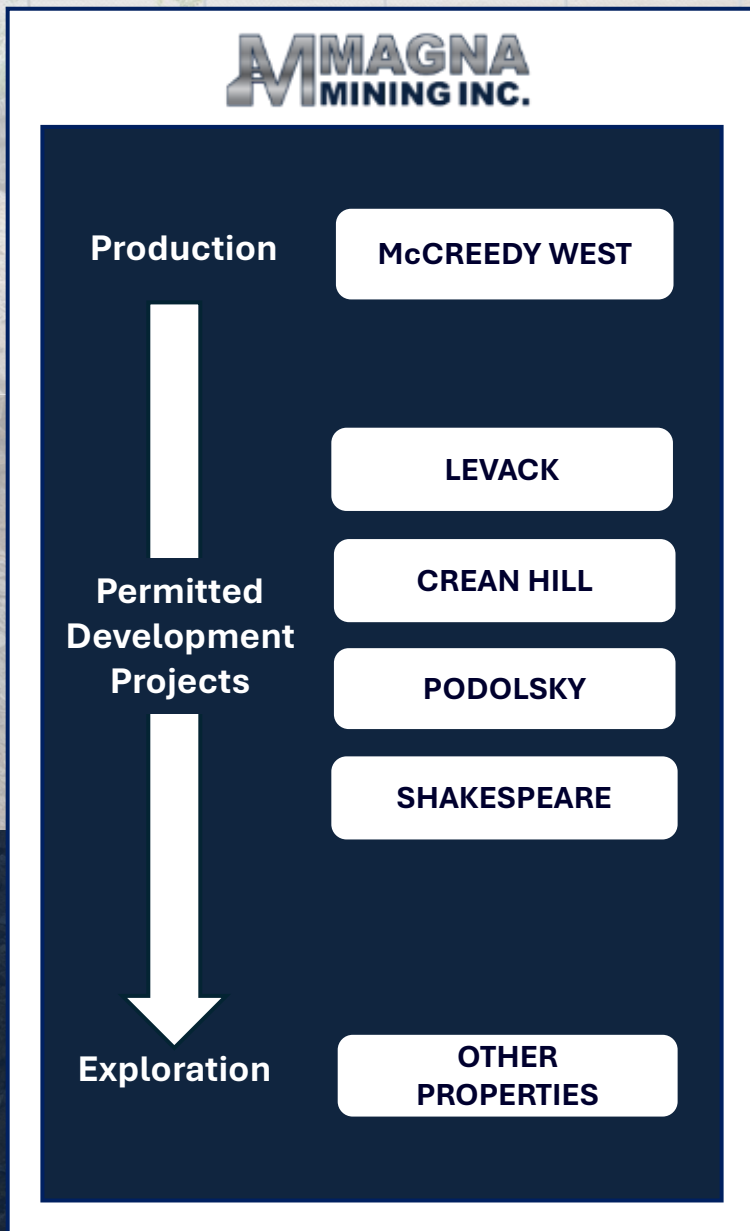 MAGNA
MINING INC.
Production
McCREEDY WEST
LEVACK
CREAN HILL
Permitted
Development
Projects
PODOLSKY
SHAKESPEARE
Exploration
OTHER
PROPERTIES